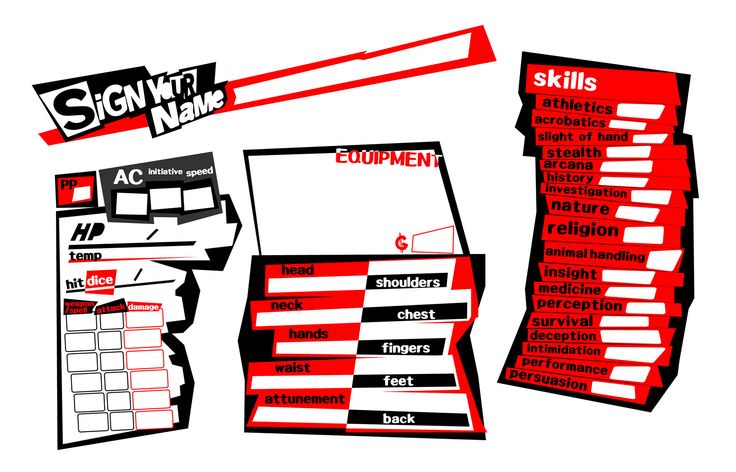 SiGN YOUR
NaMe
PP
AC initiative speed
HP /
temp
hit dice /
weapon/spell attack damage
EQUIPMENT
₲
head
shoulders
neck
chest
hands
fingers
waist
feet
attunement
back
skills
athletics
acrobatics
slight of hand
stealth
arcana
history
investigation
nature
religion
animal handling
insight
medicine
perception
survival
deception
intimidation
performance
persuasion